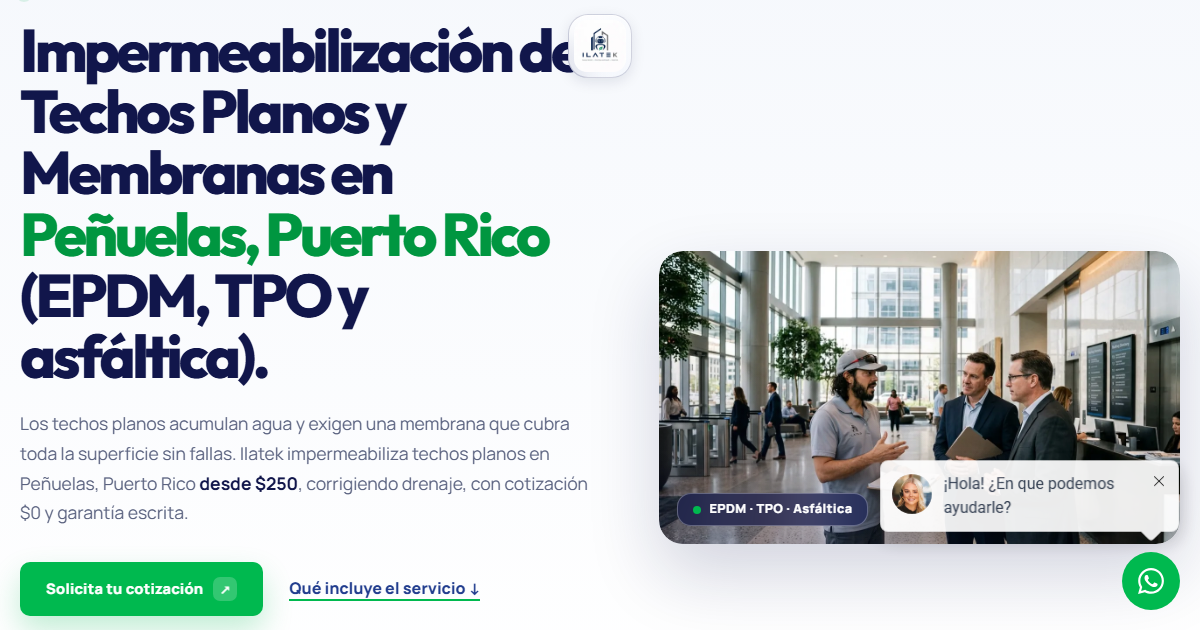 Impermeabilización de
Techos Planos y
Membranas en
Peñuelas, Puerto Rico
(EPDM, TPO y
asfáltica).
ILATEK
Los techos planos acumulan agua y exigen una membrana que cubra
toda la superficie sin fallas. Ilatek impermeabiliza techos planos en
Peñuelas, Puerto Rico desde $250, corrigiendo drenaje, con cotización
$0 y garantía escrita.
Solicita tu cotización ↗
Qué incluye el servicio ↓
EPDM · TPO · Asfáltica
¡Hola! ¿En que podemos
ayudarle?